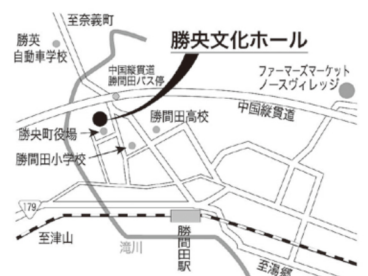 至奈義町
勝央文化ホール
勝英
自動車学校
中国縦貫道
勝間田バス停
ファーマーズマーケット
ノースヴィレッジ
中国縦貫道
勝間田高校
勝央町役場
勝間田小学校
179
至津山
滝川
勝間田駅
至湯郷